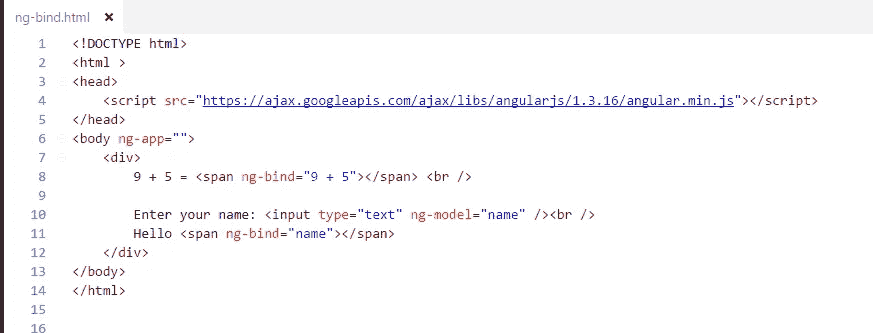 ng-bind.html ×
1 <!DOCTYPE html>
2 <html >
3 <head>
4     <script src="https://ajax.googleapis.com/ajax/libs/angularjs/1.3.16/angular.min.js"></script>
5 </head>
6 <body ng-app="">
7     <div>
8         9 + 5 = <span ng-bind="9 + 5"></span> <br />
9
10         Enter your name: <input type="text" ng-model="name" /><br />
11         Hello <span ng-bind="name"></span>
12     </div>
13 </body>
14 </html>
15
16